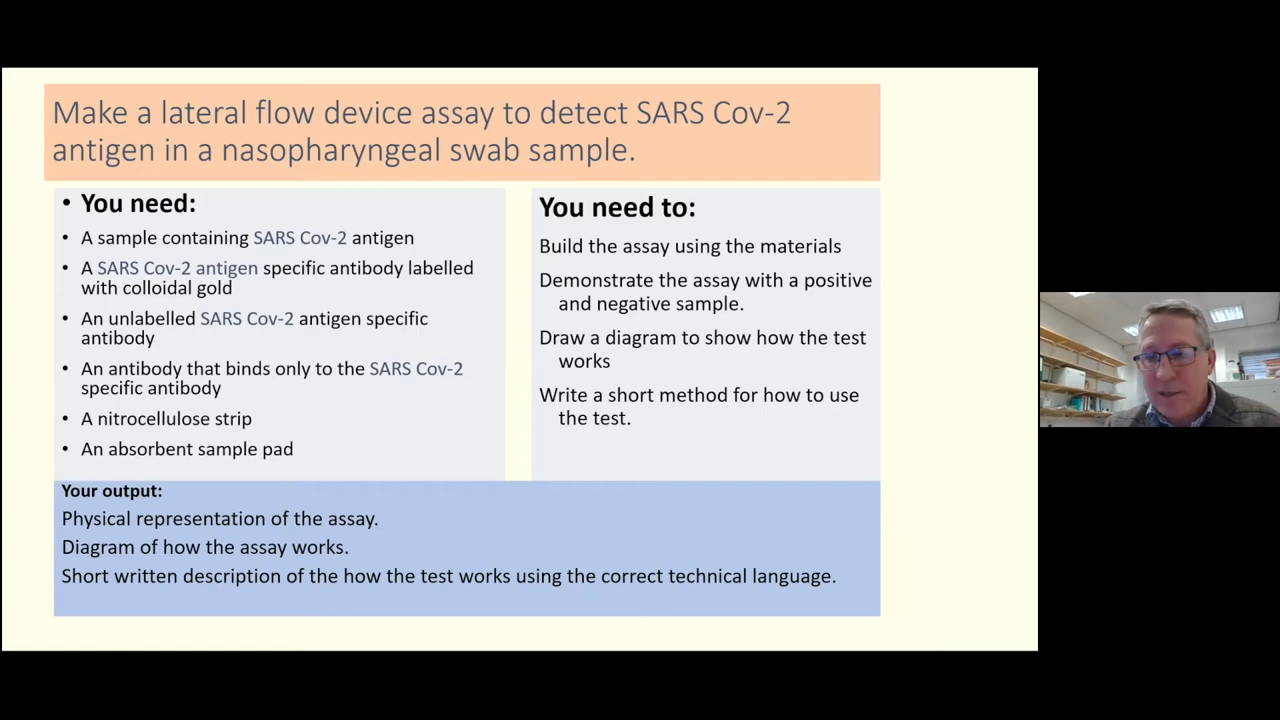 Make a lateral flow device assay to detect SARS Cov-2
antigen in a nasopharyngeal swab sample.
• You need:
• A sample containing SARS Cov-2 antigen
• A SARS Cov-2 antigen specific antibody labelled
with colloidal gold
• An unlabelled SARS Cov-2 antigen specific
antibody
• An antibody that binds only to the SARS Cov-2
specific antibody
• A nitrocellulose strip
• An absorbent sample pad
You need to:
Build the assay using the materials
Demonstrate the assay with a positive
and negative sample.
Draw a diagram to show how the test
works
Write a short method for how to use
the test.
Your output:
Physical representation of the assay.
Diagram of how the assay works.
Short written description of the how the test works using the correct technical language.